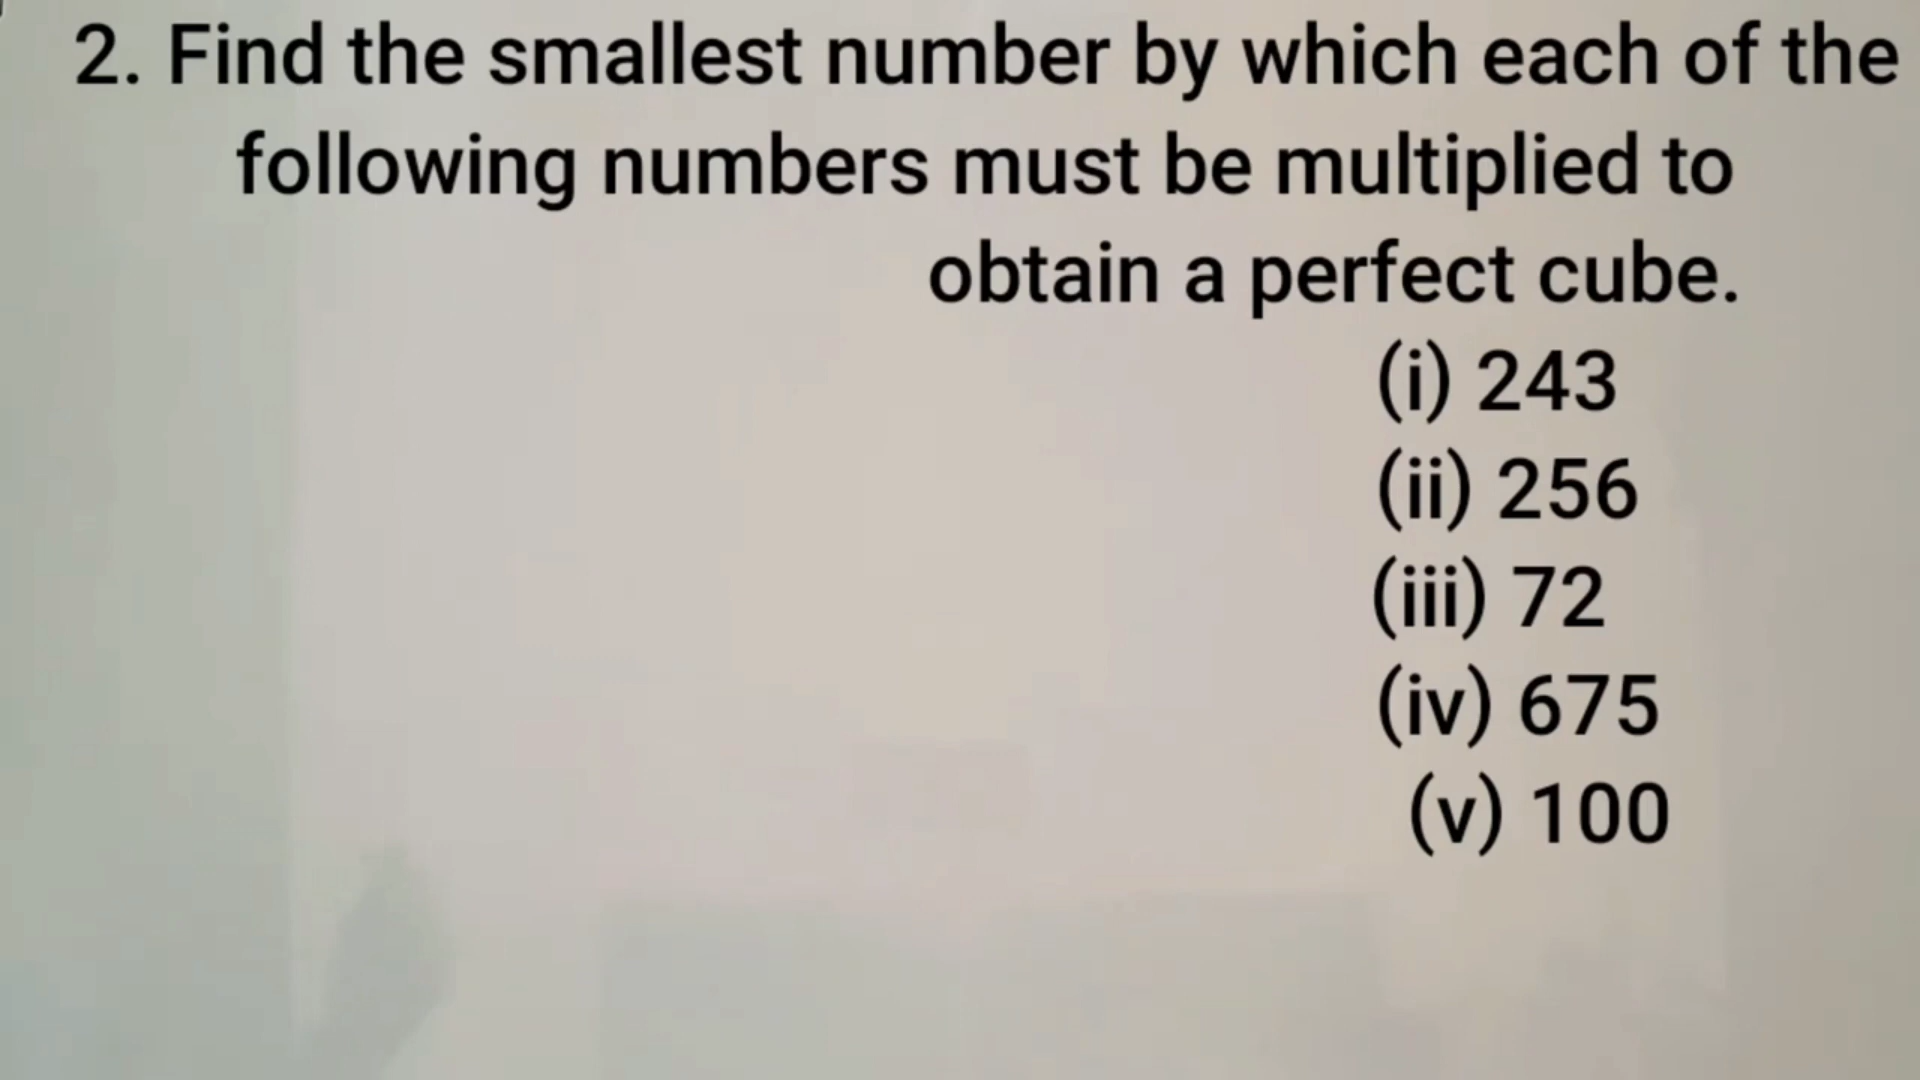 2. Find the smallest number by which each of the
following numbers must be multiplied to
obtain a perfect cube.
(i) 243
(ii) 256
(iii) 72
(iv) 675
(v) 100